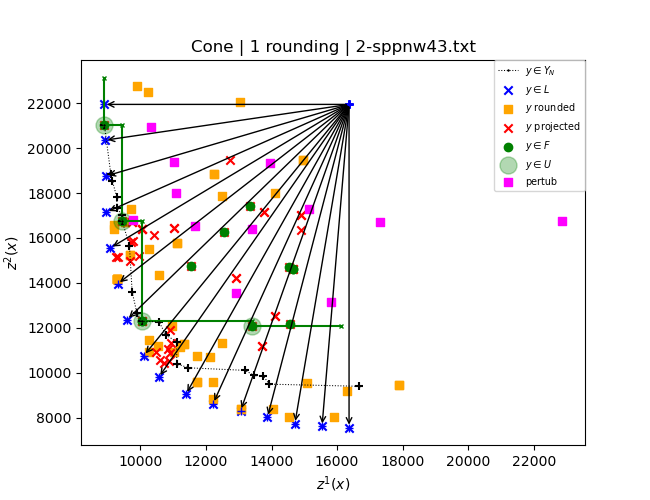 Cone | 1 rounding | 2-sppnw43.txt
z²(x)
22000
20000
18000
16000
14000
12000
10000
8000
10000 12000 14000 16000 18000 20000 22000
z¹(x)
y ∈ Y_N
y ∈ L
y rounded
y projected
y ∈ F
y ∈ U
pertub